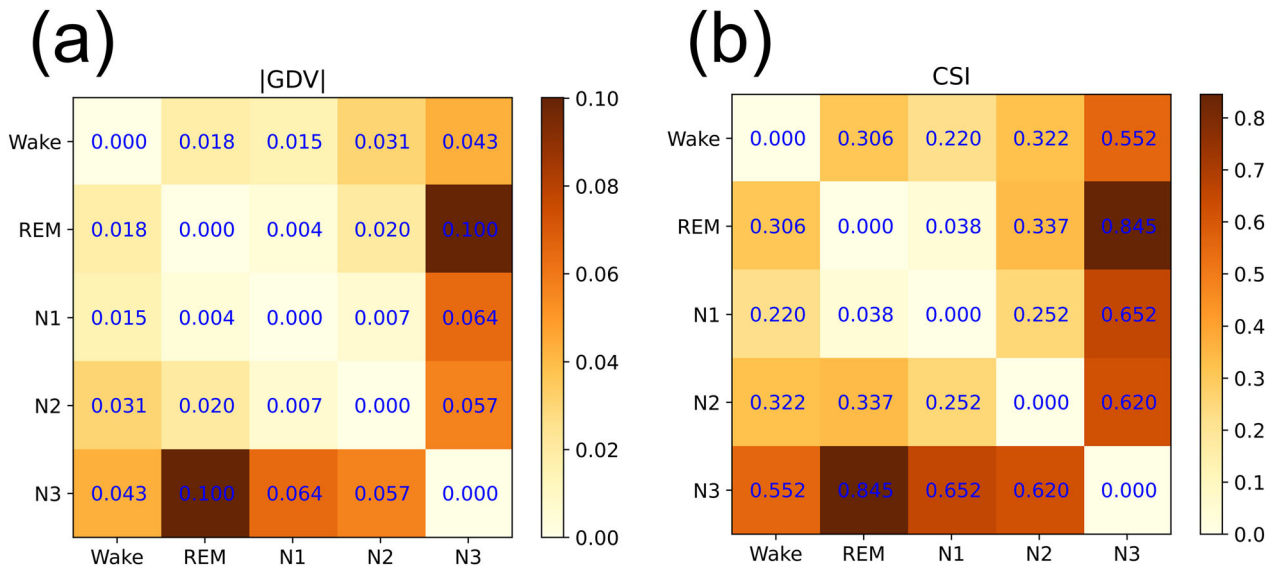 (a)
|GDV|
Wake 0.000 0.018 0.015 0.031 0.043
REM 0.018 0.000 0.004 0.020 0.100
N1 0.015 0.004 0.000 0.007 0.064
N2 0.031 0.020 0.007 0.000 0.057
N3 0.043 0.100 0.064 0.057 0.000
Wake REM N1 N2 N3
0.10
0.08
0.06
0.04
0.02
0.00
(b)
CSI
Wake 0.000 0.306 0.220 0.322 0.552
REM 0.306 0.000 0.038 0.337 0.845
N1 0.220 0.038 0.000 0.252 0.652
N2 0.322 0.337 0.252 0.000 0.620
N3 0.552 0.845 0.652 0.620 0.000
Wake REM N1 N2 N3
0.8
0.7
0.6
0.5
0.4
0.3
0.2
0.1
0.0